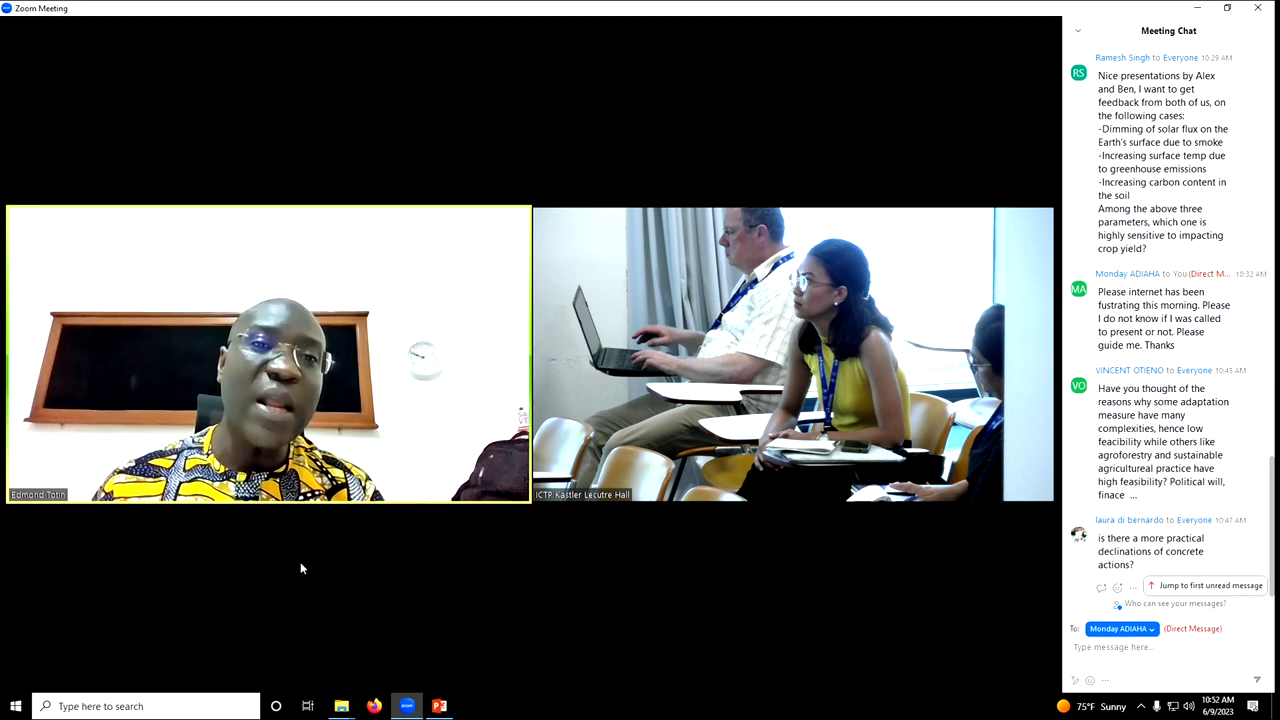 Zoom Meeting
Meeting Chat
Ramesh Singh to Everyone 10:29 AM
RS
Nice presentations by Alex
and Ben, I want to get
feedback from both of us, on
the following cases:
-Dimming of solar flux on the
Earth's surface due to smoke
-Increasing surface temp due
to greenhouse emissions
-Increasing carbon content in
the soil
Among the above three
parameters, which one is
highly sensitive to impacting
crop yield?
Monday ADIAHA to You (Direct M... 10:32 AM
MA
Please internet has been
fustrating this morning. Please
I do not know if I was called
to present or not. Please
guide me. Thanks
VINCENT OTIENO to Everyone 10:45 AM
VO
Have you thought of the
reasons why some adaptation
measure have many
complexities, hence low
feacibility while others like
agroforestry and sustainable
agricultureal practice have
high feasibility? Political will,
finace ...
laura di bernardo to Everyone 10:47 AM
is there a more practical
declinations of concrete
actions?
Jump to first unread message
Who can see your messages?
To: Monday ADIAHA (Direct Message)
Type message here...
Edmond Totin
ICTP Kastler Lecutre Hall
Type here to search
75°F Sunny
10:52 AM
6/9/2023